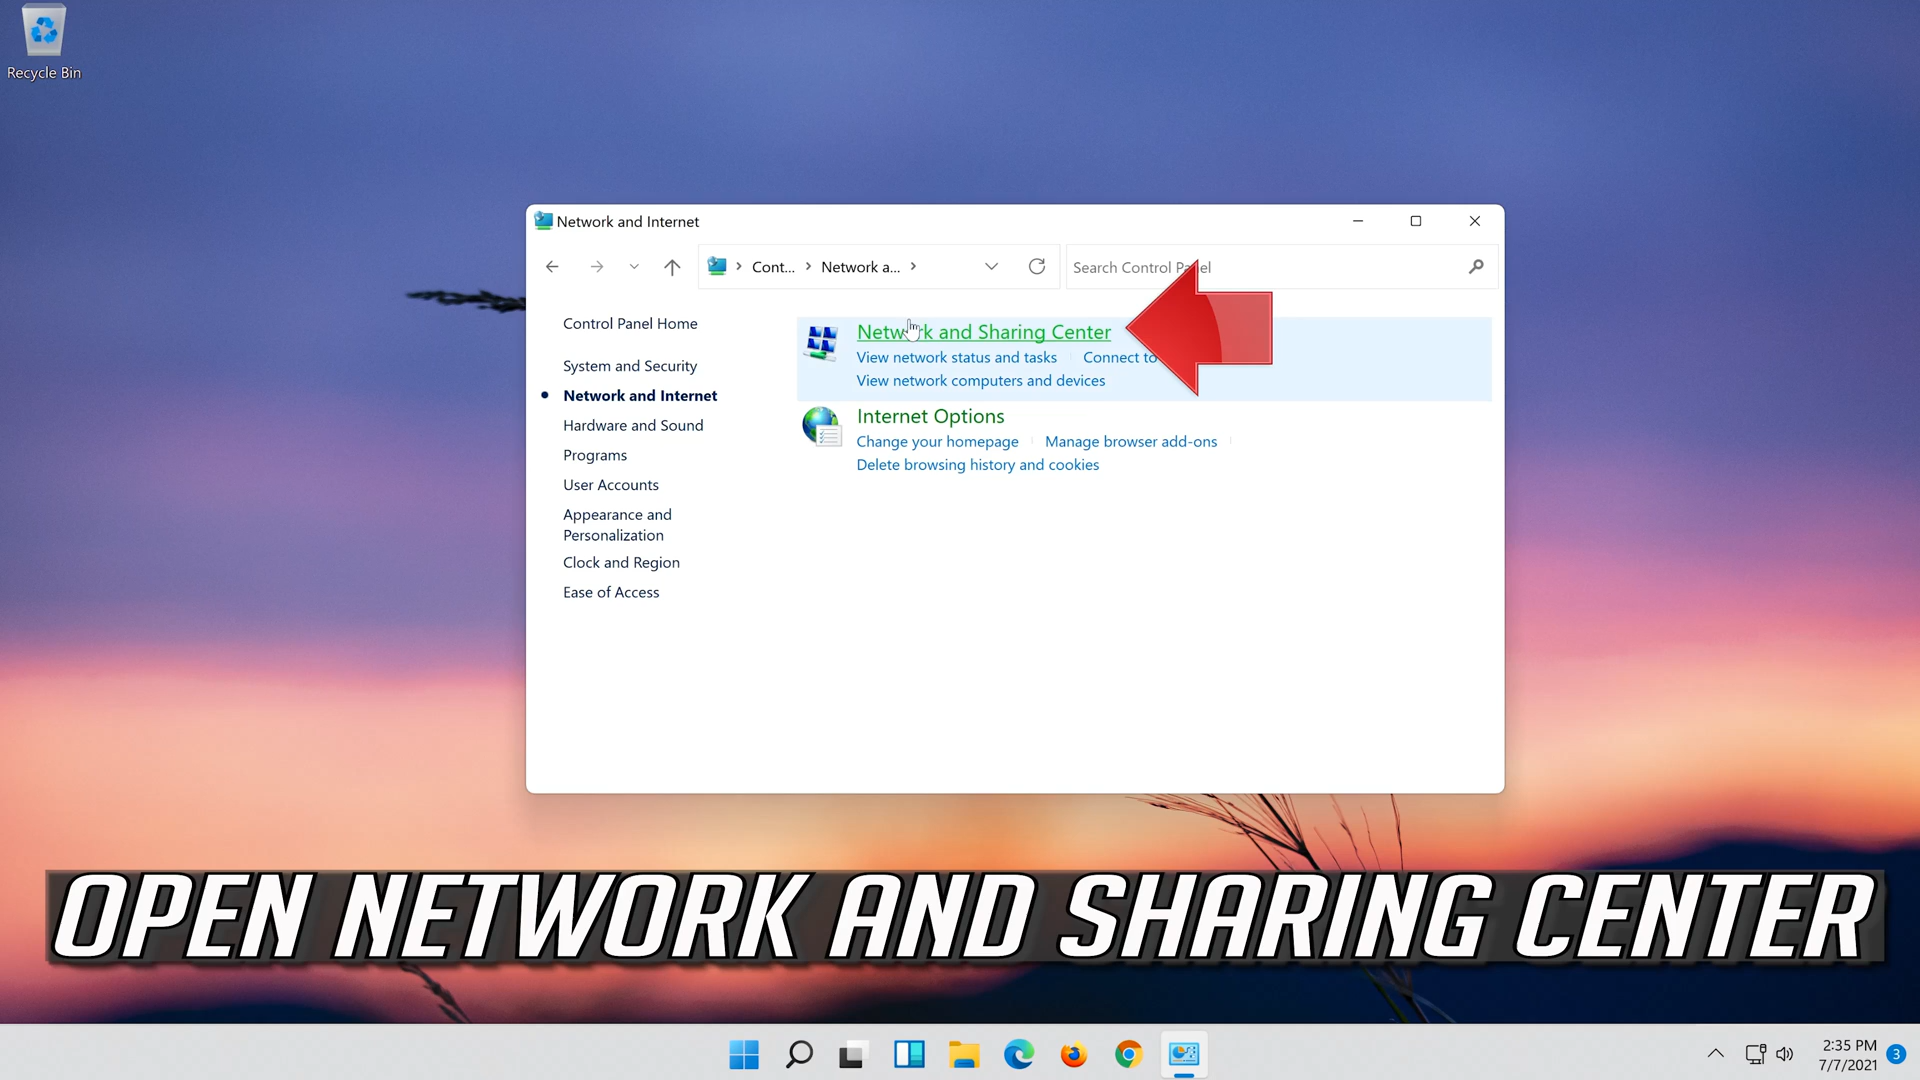 Recycle Bin
Network and Internet
Cont... Network a...
Search Control Panel
Control Panel Home
System and Security
Network and Internet
Hardware and Sound
Programs
User Accounts
Appearance and
Personalization
Clock and Region
Ease of Access
Network and Sharing Center
View network status and tasks Connect to
View network computers and devices
Internet Options
Change your homepage Manage browser add-ons
Delete browsing history and cookies
OPEN NETWORK AND SHARING CENTER
2:35 PM
7/7/2021
3